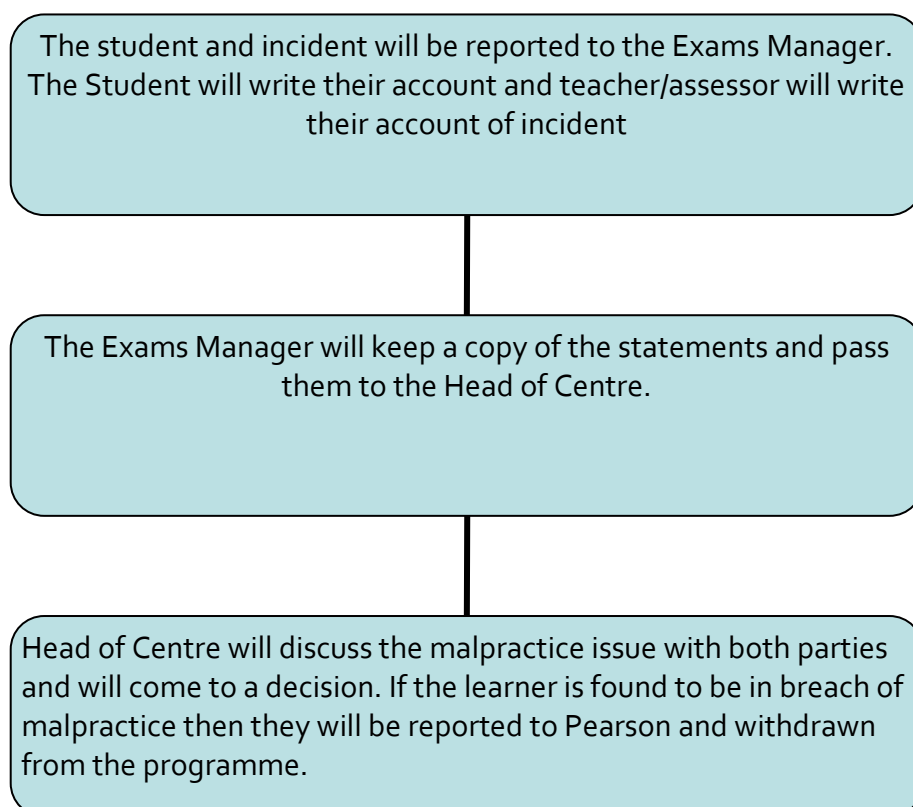 The student and incident will be reported to the Exams Manager.
The Student will write their account and teacher/assessor will write
their account of incident
The Exams Manager will keep a copy of the statements and pass
them to the Head of Centre.
Head of Centre will discuss the malpractice issue with both parties
and will come to a decision. If the learner is found to be in breach of
malpractice then they will be reported to Pearson and withdrawn
from the programme.